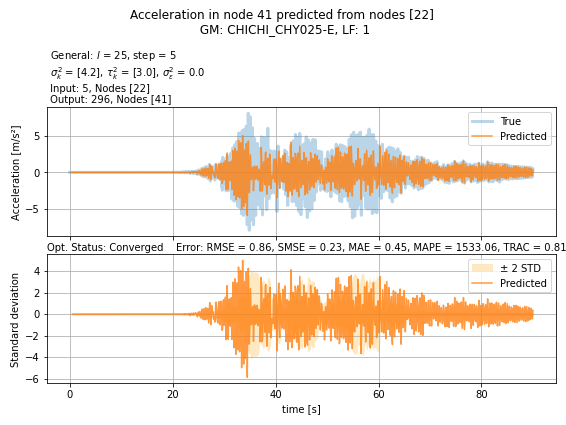 Acceleration in node 41 predicted from nodes [22]
GM: CHICHI_CHY025-E, LF: 1
General: l = 25, step = 5
σ²ₖ = [4.2], τ²ₖ = [3.0], σ²ε = 0.0
Input: 5, Nodes [22]
Output: 296, Nodes [41]
Acceleration [m/s²]
5
0
−5
True
Predicted
Opt. Status: Converged    Error: RMSE = 0.86, SMSE = 0.23, MAE = 0.45, MAPE = 1533.06, TRAC = 0.81
Standard deviation
4
2
0
−2
−4
−6
± 2 STD
Predicted
0 20 40 60 80
time [s]